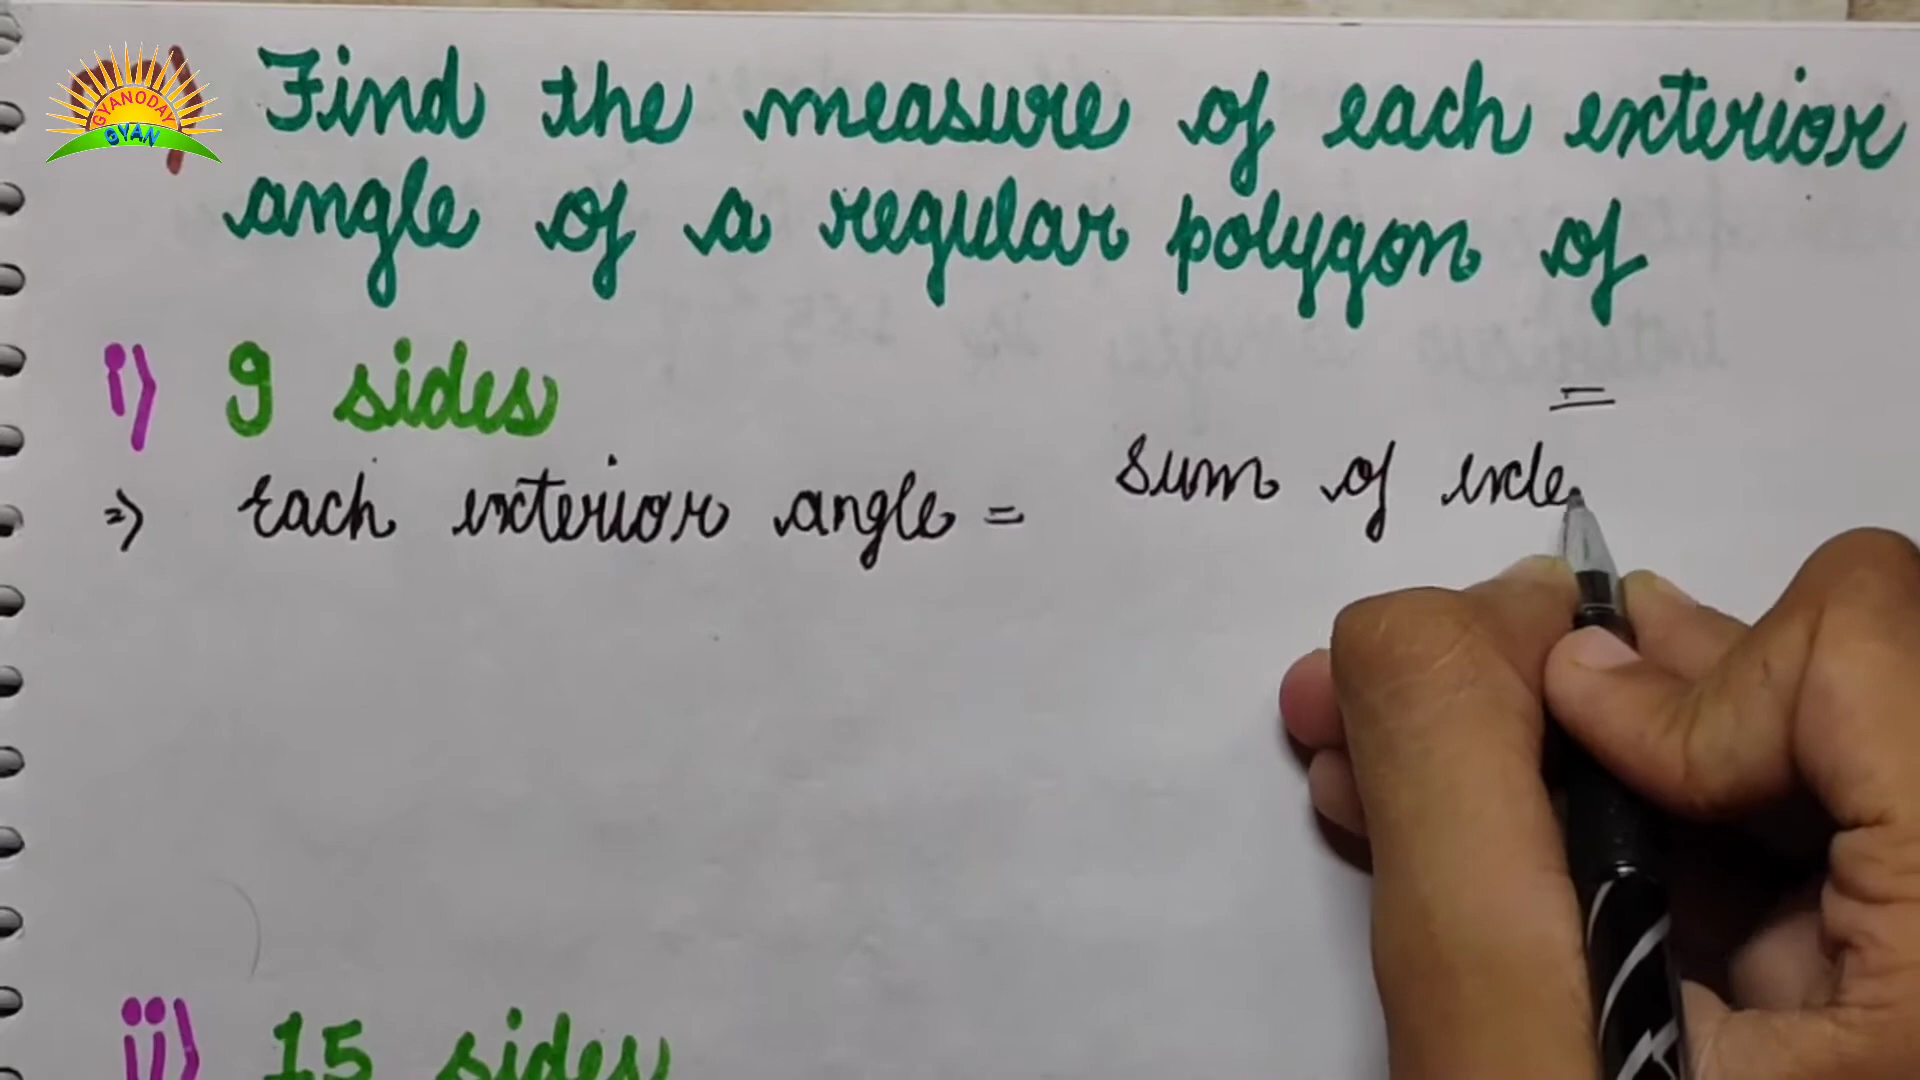 GYANODAY
GYAN
Find the measure of each exterior
angle of a regular polygon of
i) 9 sides
=
sum of exte
⇒ Each exterior angle =
ii) 15 sides